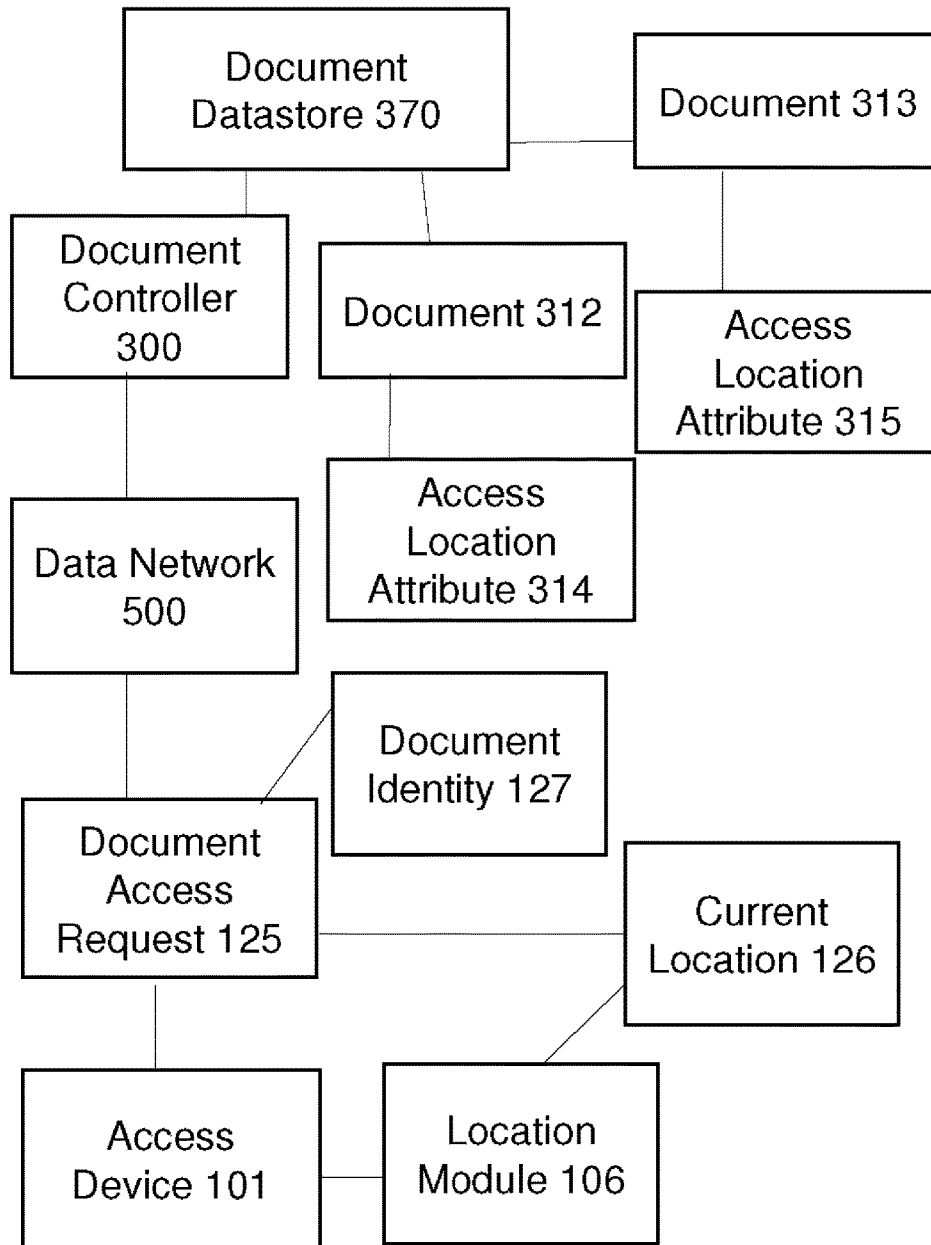 Document
Datastore 370
Document 313
Document
Controller
300
Document 312
Access
Location
Attribute 315
Access
Location
Attribute 314
Data Network
500
Document
Identity 127
Document
Access
Request 125
Current
Location 126
Access
Device 101
Location
Module 106